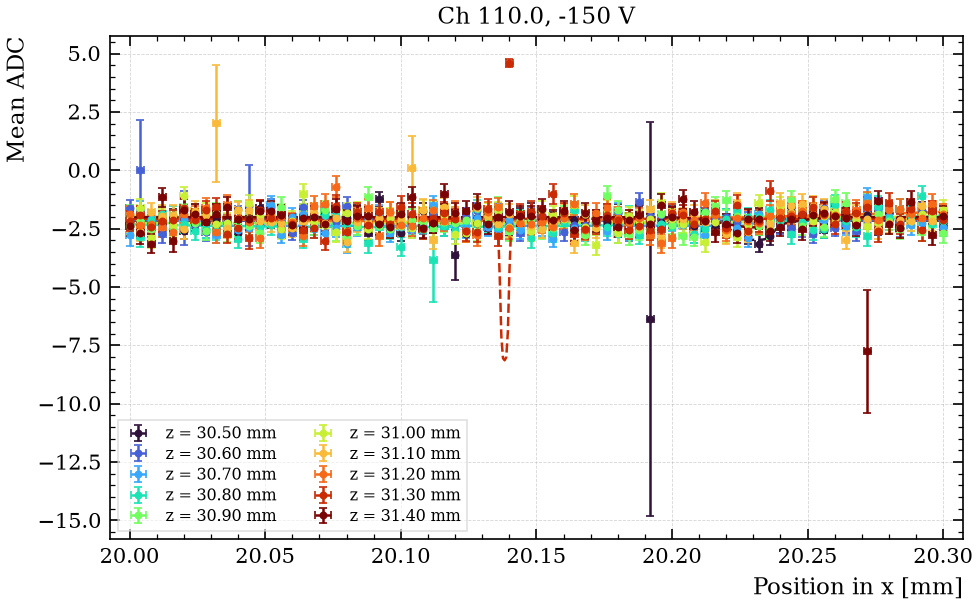 Ch 110.0, -150 V
Mean ADC
5.0
2.5
0.0
−2.5
−5.0
−7.5
−10.0
−12.5
−15.0
z = 30.50 mm
z = 30.60 mm
z = 30.70 mm
z = 30.80 mm
z = 30.90 mm
z = 31.00 mm
z = 31.10 mm
z = 31.20 mm
z = 31.30 mm
z = 31.40 mm
20.00 20.05 20.10 20.15 20.20 20.25 20.30
Position in x [mm]